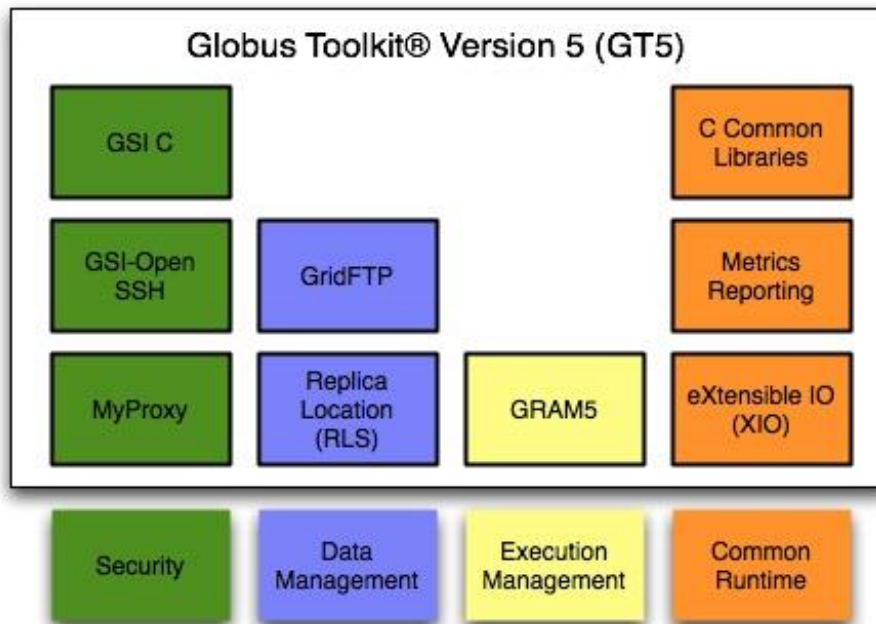 Globus Toolkit® Version 5 (GT5)
GSI C
C Common
Libraries
GSI-Open
SSH
GridFTP
Metrics
Reporting
MyProxy
Replica
Location
(RLS)
GRAM5
eXtensible IO
(XIO)
Security
Data
Management
Execution
Management
Common
Runtime